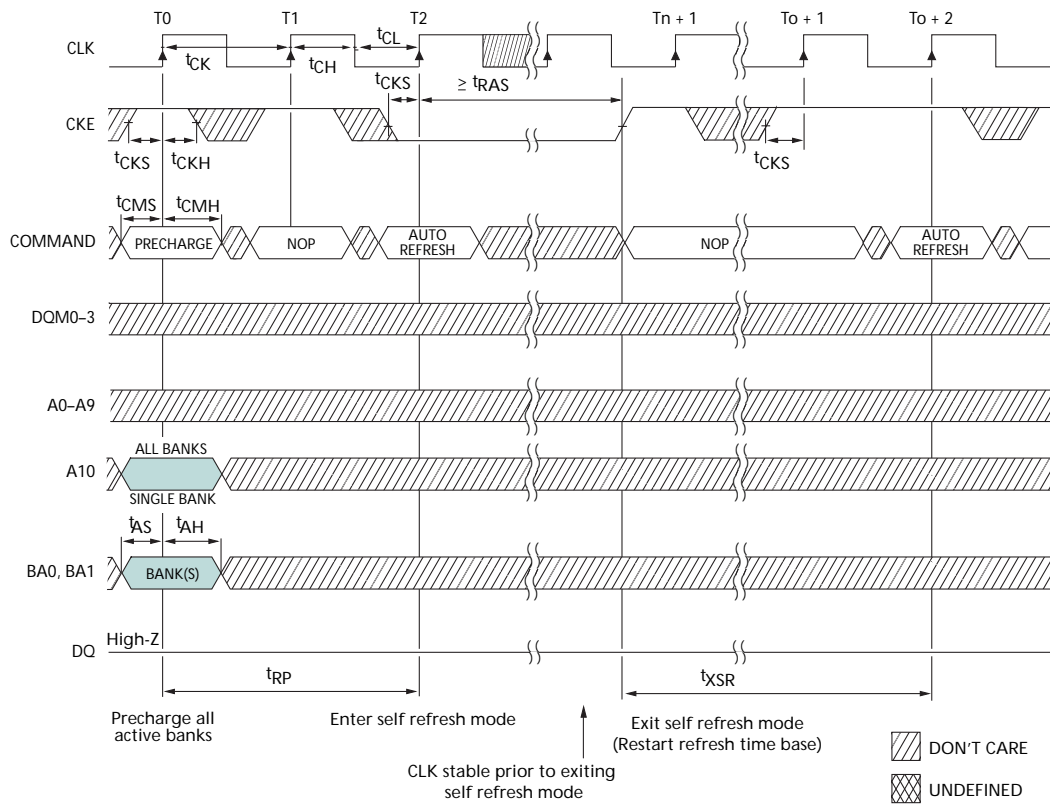 T0 T1 T2 Tn + 1 To + 1 To + 2
CLK
tCK tCH tCL
tCKS ≥ tRAS
CKE
tCKS tCKH tCKS
tCMS tCMH
COMMAND PRECHARGE NOP AUTO REFRESH NOP AUTO REFRESH
DQM0–3
A0–A9
ALL BANKS
A10
SINGLE BANK
tAS tAH
BA0, BA1 BANK(S)
High-Z
DQ
tRP tXSR
Precharge all
active banks
Enter self refresh mode
Exit self refresh mode
(Restart refresh time base)
CLK stable prior to exiting
self refresh mode
DON'T CARE
UNDEFINED